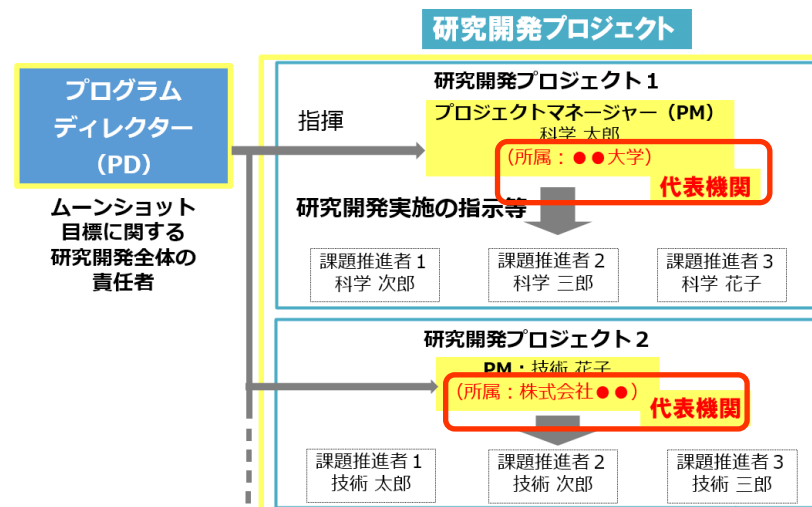 研究開発プロジェクト
プログラム
ディレクター
（PD）
ムーンショット
目標に関する
研究開発全体の
責任者
指揮
研究開発プロジェクト１
プロジェクトマネージャー（PM）
科学 太郎
（所属：●●大学）
代表機関
研究開発実施の指示等
課題推進者１
科学 次郎
課題推進者２
科学 三郎
課題推進者３
科学 花子
研究開発プロジェクト２
PM：技術 花子
（所属：株式会社●●）
代表機関
課題推進者１
技術 太郎
課題推進者２
技術 次郎
課題推進者３
技術 三郎